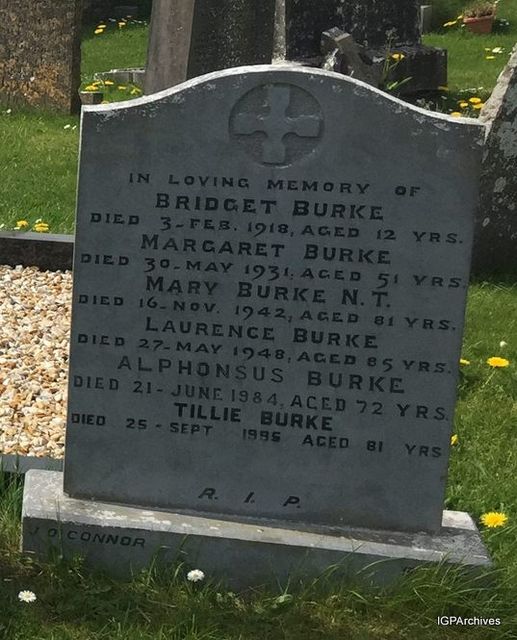 IN LOVING MEMORY OF
BRIDGET BURKE
DIED 3-FEB. 1918, AGED 12 YRS.
MARGARET BURKE
DIED 30-MAY 1931, AGED 51 YRS.
MARY BURKE N.T.
DIED 16-NOV. 1942, AGED 81 YRS.
LAURENCE BURKE
DIED 27-MAY 1948, AGED 85 YRS.
ALPHONSUS BURKE
DIED 21-JUNE 1984, AGED 72 YRS.
TILLIE BURKE
DIED 25-SEPT 1995 AGED 81 YRS
R. I. P.
J. O'CONNOR
IGPArchives